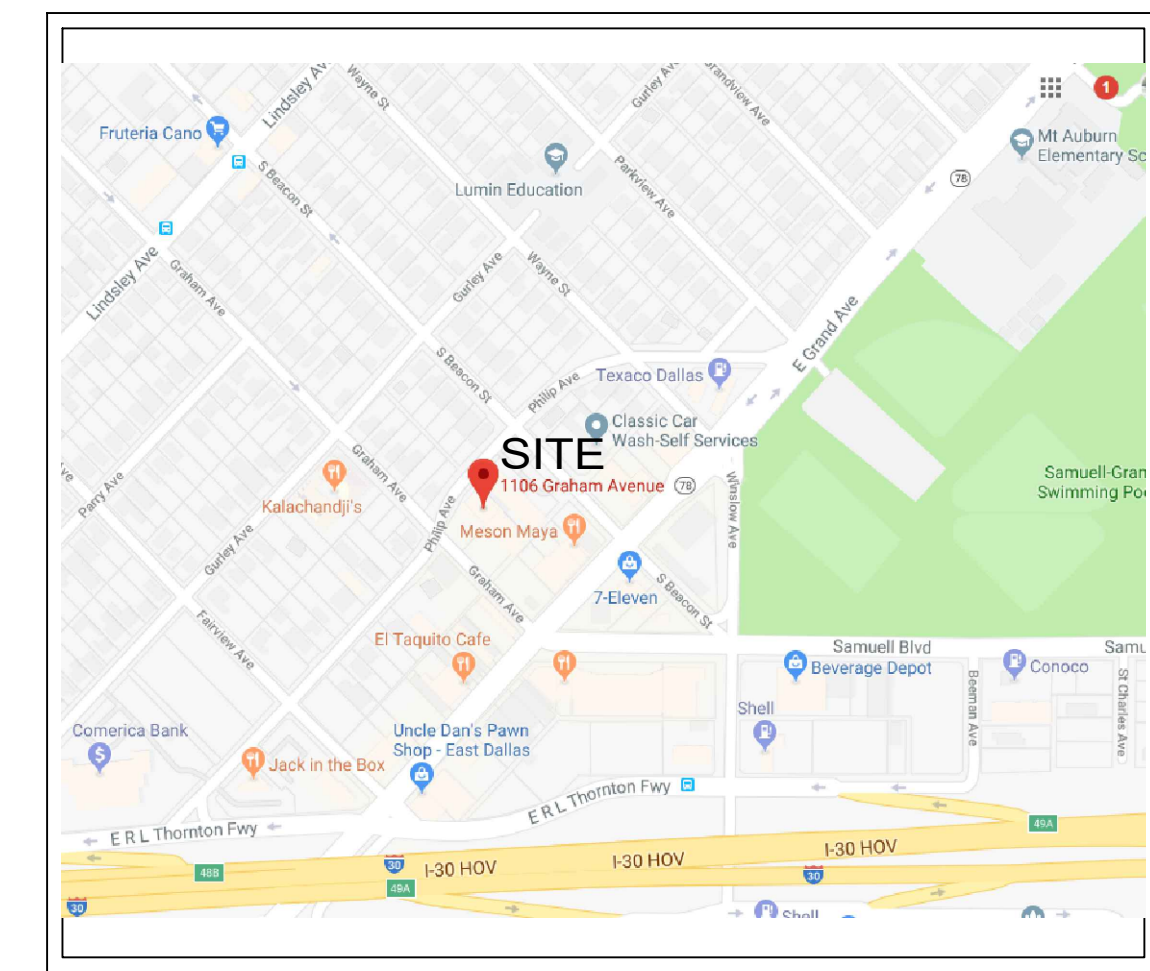 Lindsley Ave
Wayne St
Gurley Ave
Grandview Ave
1
Fruteria Cano
Mt Auburn
Elementary Sc
S Beacon St
Lumin Education
Parkview Ave
78
Lindsley Ave
Graham Ave
Gurley Ave
Wayne St
E Grand Ave
S Beacon St
Philip Ave
Texaco Dallas
Classic Car
Wash-Self Services
SITE
1106 Graham Avenue
78
Graham Ave
Winslow Ave
Samuell-Gran
Swimming Po
ve
Parry Ave
Kalachandji's
Philip Ave
Meson Maya
Gurley Ave
Graham Ave
7-Eleven
S Beacon St
Fairview Ave
El Taquito Cafe
Samuell Blvd
Samu
Beverage Depot
Conoco
Beeman Ave
St Charles Ave
Shell
Comerica Bank
Uncle Dan's Pawn
Shop - East Dallas
Jack in the Box
E R L Thornton Fwy
E R L Thornton Fwy
49A
30
I-30 HOV
I-30 HOV
I-30 HOV
48B
49A
30
30
Shell